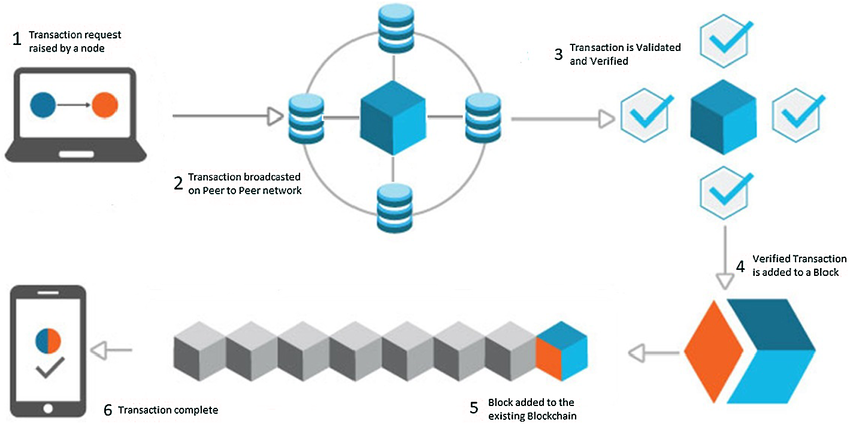 1 Transaction request
raised by a node
2 Transaction broadcasted
on Peer to Peer network
3 Transaction is Validated
and Verified
4 Verified Transaction
is added to a Block
5 Block added to the
existing Blockchain
6 Transaction complete